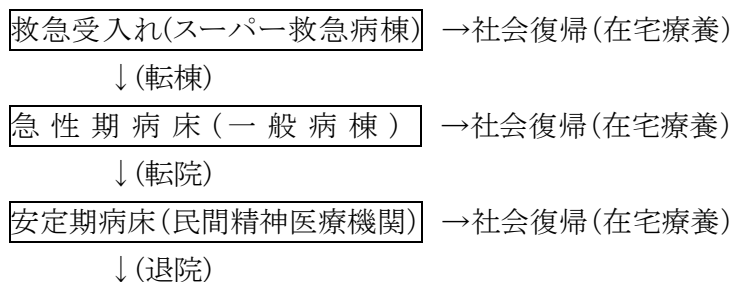 救急受入れ(スーパー救急病棟) →社会復帰(在宅療養)
↓(転棟)
急性期病床(一般病棟) →社会復帰(在宅療養)
↓(転院)
安定期病床(民間精神医療機関) →社会復帰(在宅療養)
↓(退院)